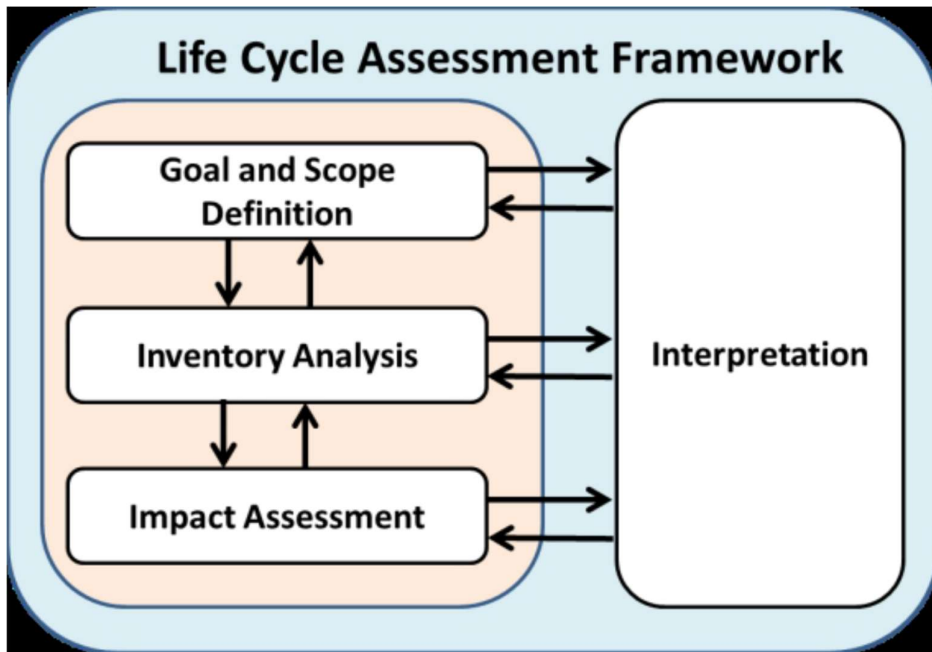 Life Cycle Assessment Framework
Goal and Scope
Definition
Inventory Analysis
Impact Assessment
Interpretation